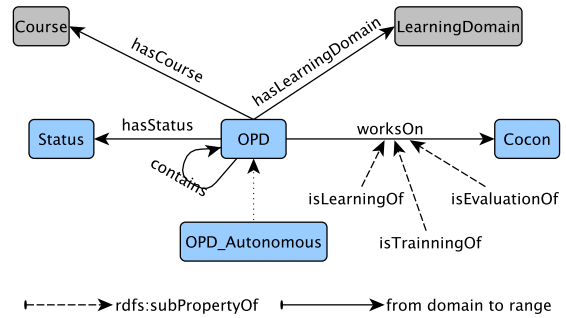 Course
LearningDomain
hasCourse
hasLearningDomain
Status
hasStatus
OPD
worksOn
Cocon
contains
isLearningOf
isEvaluationOf
isTrainningOf
OPD_Autonomous
rdfs:subPropertyOf
from domain to range